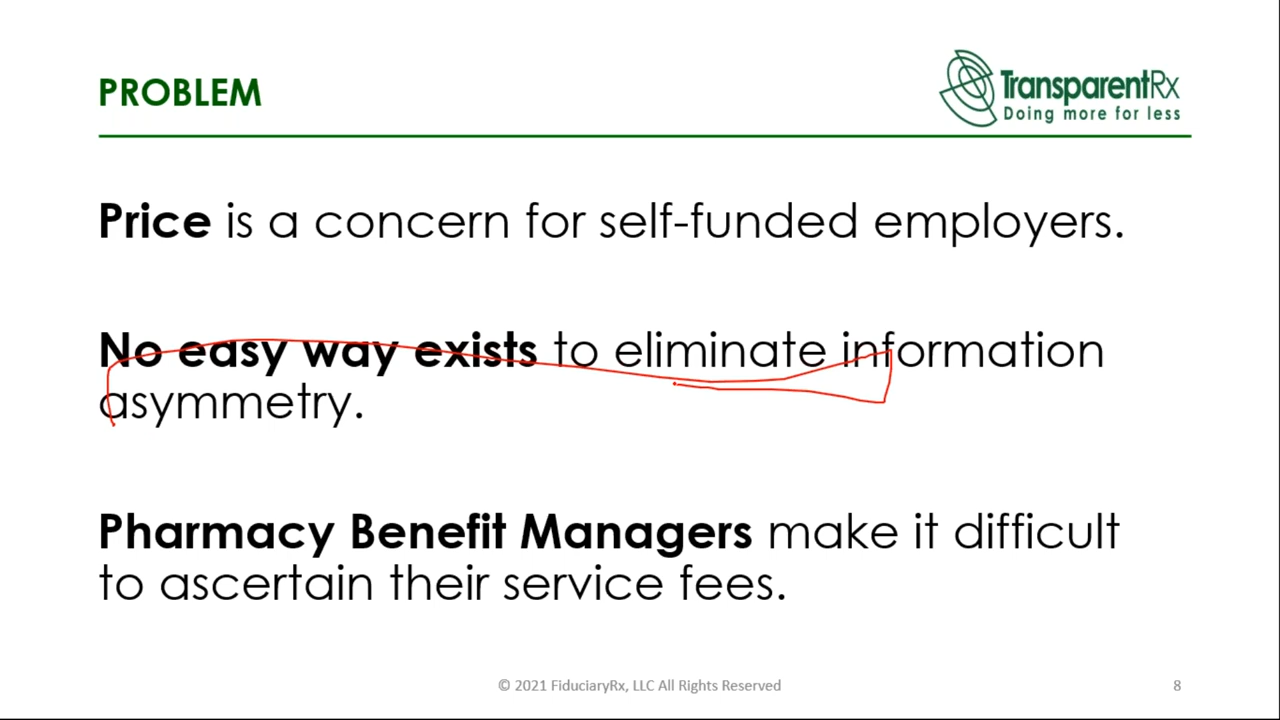 PROBLEM
TransparentRx
Doing more for less
Price is a concern for self-funded employers.
No easy way exists to eliminate information
asymmetry.
Pharmacy Benefit Managers make it difficult
to ascertain their service fees.
© 2021 FiduciaryRx, LLC All Rights Reserved
8